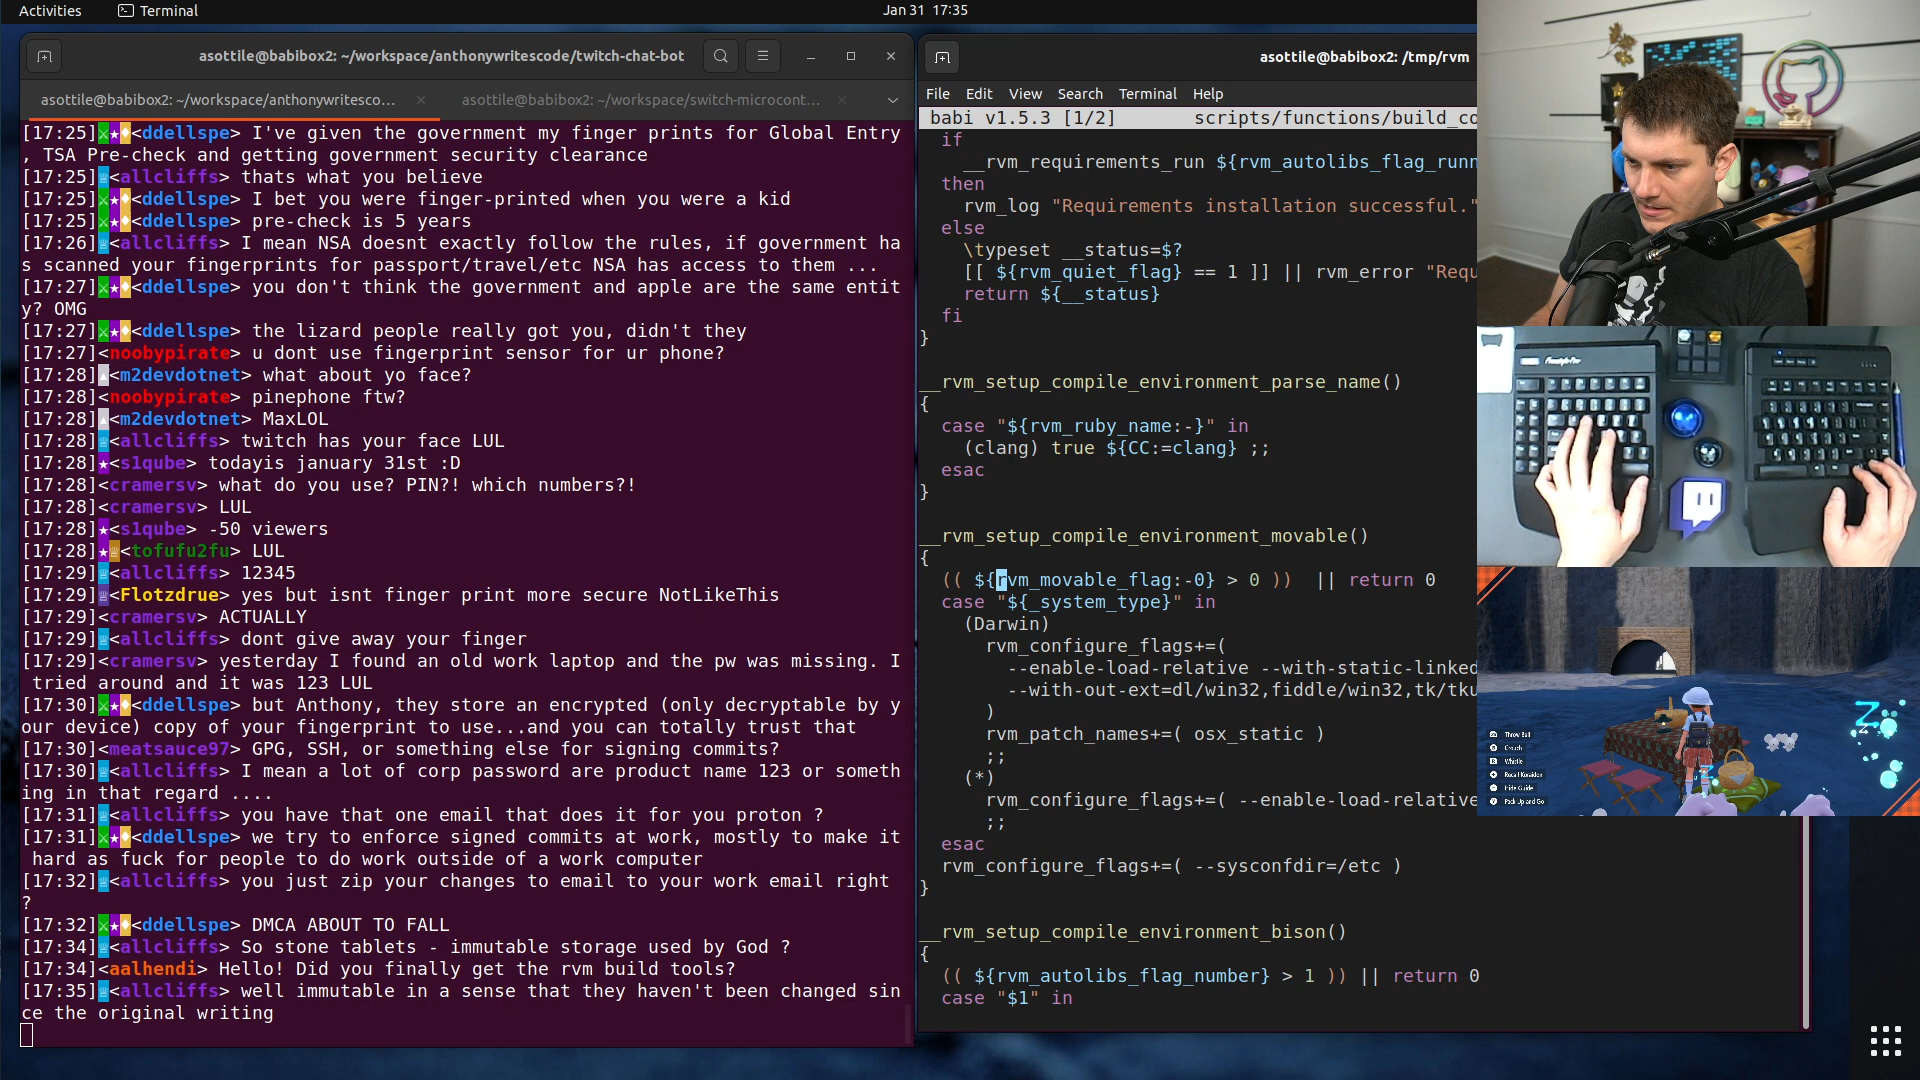 Activities
Terminal
Jan 31 17:35
asottile@babibox2: ~/workspace/anthonywritescode/twitch-chat-bot
asottile@babibox2: ~/workspace/anthonywritesco...
asottile@babibox2: ~/workspace/switch-microcont...
[17:25]<ddellspe> I've given the government my finger prints for Global Entry
, TSA Pre-check and getting government security clearance
[17:25]<allcliffs> thats what you believe
[17:25]<ddellspe> I bet you were finger-printed when you were a kid
[17:25]<ddellspe> pre-check is 5 years
[17:26]<allcliffs> I mean NSA doesnt exactly follow the rules, if government ha
s scanned your fingerprints for passport/travel/etc NSA has access to them ...
[17:27]<ddellspe> you don't think the government and apple are the same entit
y? OMG
[17:27]<ddellspe> the lizard people really got you, didn't they
[17:27]<noobypirate> u dont use fingerprint sensor for ur phone?
[17:28]<m2devdotnet> what about yo face?
[17:28]<noobypirate> pinephone ftw?
[17:28]<m2devdotnet> MaxLOL
[17:28]<allcliffs> twitch has your face LUL
[17:28]<s1qube> todayis january 31st :D
[17:28]<cramersv> what do you use? PIN?! which numbers?!
[17:28]<cramersv> LUL
[17:28]<s1qube> -50 viewers
[17:28]<tofufu2fu> LUL
[17:29]<allcliffs> 12345
[17:29]<Flotzdrue> yes but isnt finger print more secure NotLikeThis
[17:29]<cramersv> ACTUALLY
[17:29]<allcliffs> dont give away your finger
[17:29]<cramersv> yesterday I found an old work laptop and the pw was missing. I
tried around and it was 123 LUL
[17:30]<ddellspe> but Anthony, they store an encrypted (only decryptable by y
our device) copy of your fingerprint to use...and you can totally trust that
[17:30]<meatsauce97> GPG, SSH, or something else for signing commits?
[17:30]<allcliffs> I mean a lot of corp password are product name 123 or someth
ing in that regard ....
[17:31]<allcliffs> you have that one email that does it for you proton ?
[17:31]<ddellspe> we try to enforce signed commits at work, mostly to make it
hard as fuck for people to do work outside of a work computer
[17:32]<allcliffs> you just zip your changes to email to your work email right
?
[17:32]<ddellspe> DMCA ABOUT TO FALL
[17:34]<allcliffs> So stone tablets - immutable storage used by God ?
[17:34]<aalhendi> Hello! Did you finally get the rvm build tools?
[17:35]<allcliffs> well immutable in a sense that they haven't been changed sin
ce the original writing
asottile@babibox2: /tmp/rvm
File Edit View Search Terminal Help
babi v1.5.3 [1/2] scripts/functions/build_co
if
__rvm_requirements_run ${rvm_autolibs_flag_runn
then
rvm_log "Requirements installation successful."
else
\typeset __status=$?
[[ ${rvm_quiet_flag} == 1 ]] || rvm_error "Requ
return ${__status}
fi
}
__rvm_setup_compile_environment_parse_name()
{
case "${rvm_ruby_name:-}" in
(clang) true ${CC:=clang} ;;
esac
}
__rvm_setup_compile_environment_movable()
{
(( ${rvm_movable_flag:-0} > 0 )) || return 0
case "${_system_type}" in
(Darwin)
rvm_configure_flags+=(
--enable-load-relative --with-static-linked
--with-out-ext=dl/win32,fiddle/win32,tk/tku
)
rvm_patch_names+=( osx_static )
;;
(*)
rvm_configure_flags+=( --enable-load-relative
;;
esac
rvm_configure_flags+=( --sysconfdir=/etc )
}
__rvm_setup_compile_environment_bison()
{
(( ${rvm_autolibs_flag_number} > 1 )) || return 0
case "$1" in
Throw Ball
Crouch
Whistle
Recall Koraidon
Hide Guide
Pack Up and Go